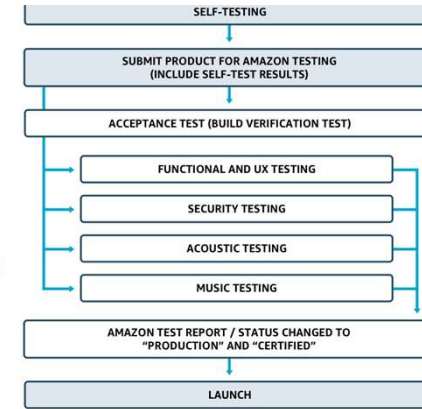 SELF-TESTING
SUBMIT PRODUCT FOR AMAZON TESTING
(INCLUDE SELF-TEST RESULTS)
ACCEPTANCE TEST (BUILD VERIFICATION TEST)
FUNCTIONAL AND UX TESTING
SECURITY TESTING
ACOUSTIC TESTING
MUSIC TESTING
AMAZON TEST REPORT / STATUS CHANGED TO
“PRODUCTION” AND “CERTIFIED”
LAUNCH